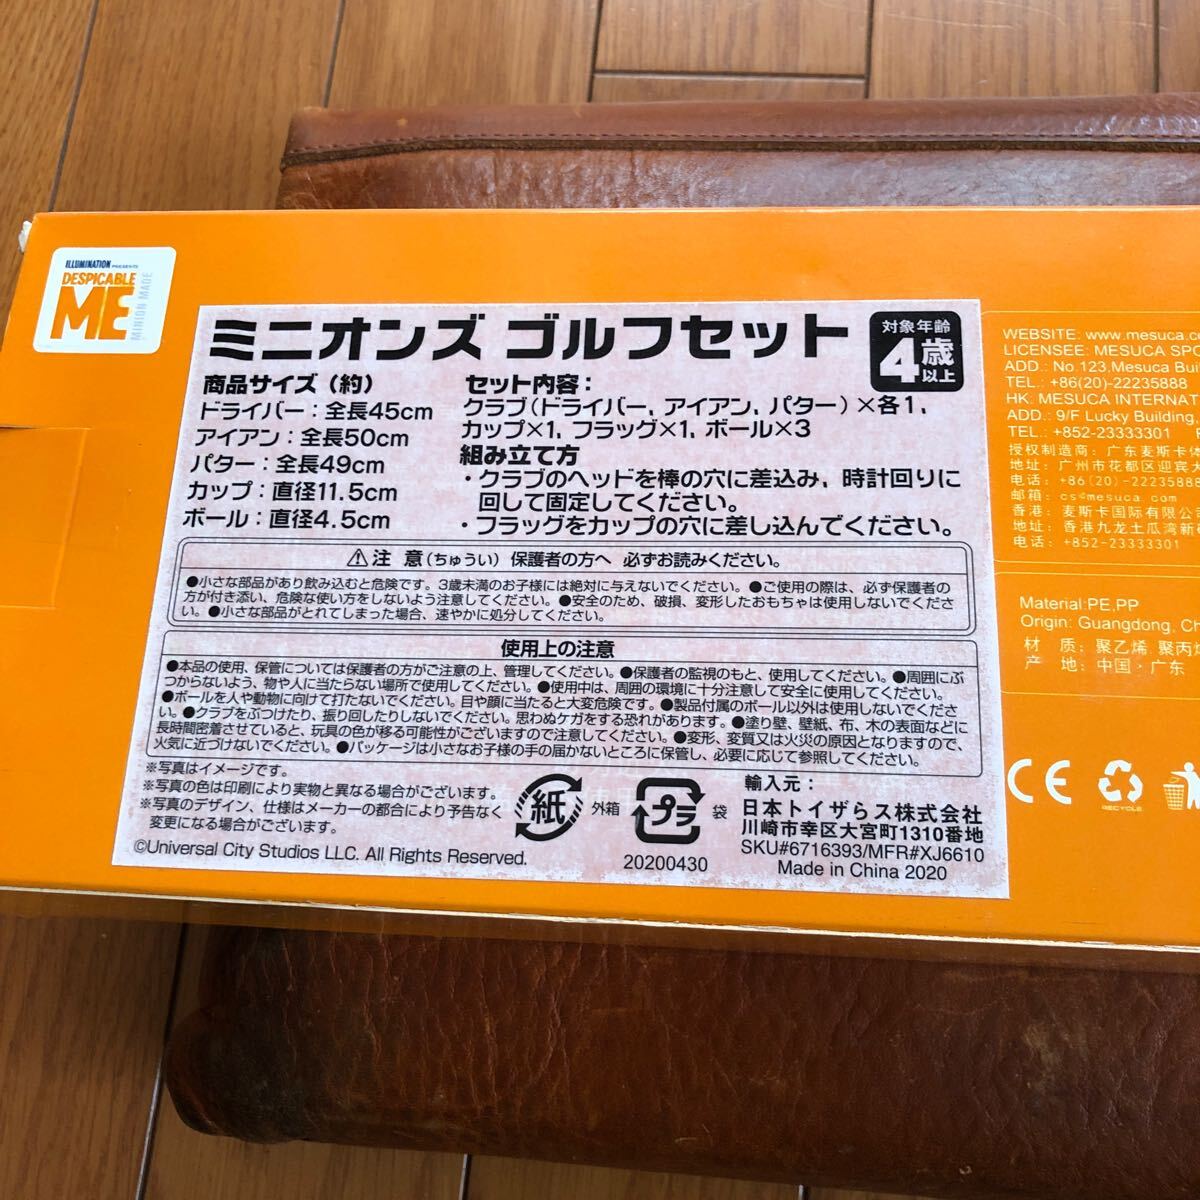 ILLUMINATION PRESENTS
DESPICABLE
ME
MINION MADE
ミニオンズ ゴルフセット
対象年齢
4歳以上
商品サイズ（約）
ドライバー：全長45cm
アイアン：全長50cm
パター：全長49cm
カップ：直径11.5cm
ボール：直径4.5cm
セット内容：
クラブ（ドライバー，アイアン，パター）×各1，
カップ×1，フラッグ×1，ボール×3
組み立て方
・クラブのヘッドを棒の穴に差込み，時計回りに
回して固定してください。
・フラッグをカップの穴に差し込んでください。
⚠注 意（ちゅうい）保護者の方へ 必ずお読みください。
●小さな部品があり飲み込むと危険です。3歳未満のお子様には絶対に与えないでください。●ご使用の際は、必ず保護者の
方が付き添い、危険な使い方をしないよう注意してください。●安全のため、破損、変形したおもちゃは使用しないでくださ
い。●小さな部品がとれてしまった場合、速やかに処分してください。
使用上の注意
●本品の使用、保管については保護者の方がご注意の上、管理してください。●保護者の監視のもと、使用してください。●周囲にぶ
つからないよう、物や人に当たらない場所で使用してください。●使用中は、周囲の環境に十分注意して安全に使用してください。
●ボールを人や動物に向けて打たないでください。目や顔に当たると大変危険です。●製品付属のボール以外は使用しないでくださ
い。●クラブをぶつけたり、振り回したりしないでください。思わぬケガをする恐れがあります。●塗り壁、壁紙、布、木の表面などに
長時間密着させていると、玩具の色が移る可能性がございますので注意してください。●変形、変質又は火災の原因となりますので、
火気に近づけないでください。●パッケージは小さなお子様の手の届かないところに保管し、必要に応じて参照してください。
※写真はイメージです。
※写真の色は印刷により実物と異なる場合がございます。
※写真のデザイン、仕様はメーカーの都合により予告なく
変更になる場合がございます。
©Universal City Studios LLC. All Rights Reserved.
紙 外箱
プラ 袋
20200430
輸入元：
日本トイザらス株式会社
川崎市幸区大宮町1310番地
SKU#6716393/MFR#XJ6610
Made in China 2020
WEBSITE: www.mesuca.co
LICENSEE: MESUCA SPO
ADD.: No.123,Mesuca Buil
TEL.: +86(20)-22235888
HK: MESUCA INTERNAT
ADD.: 9/F Lucky Building,
TEL.: +852-23333301
授权制造商：广东麦斯卡体
地址：广州市花都区迎宾大
电话：+86(20)-22235888
邮箱：cs@mesuca.com
香港：麦斯卡国际有限公司
地址：香港九龙土瓜湾新
电话：+852-23333301
Material:PE,PP
Origin: Guangdong, Ch
材 质：聚乙烯，聚丙烯
产 地：中国·广东
CE
RECYCLE